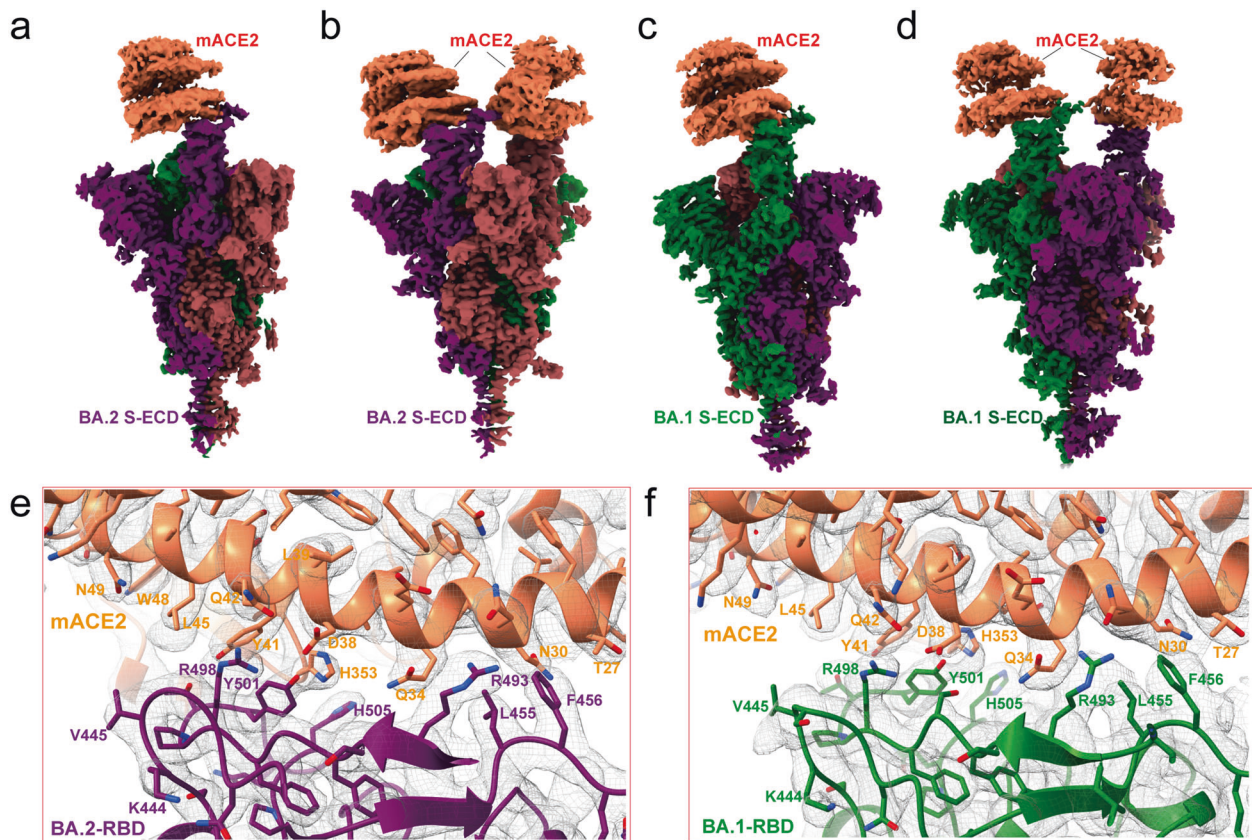 a
mACE2
b
mACE2
c
mACE2
d
mACE2
BA.2 S-ECD
BA.2 S-ECD
BA.1 S-ECD
BA.1 S-ECD
e
L39
N49
W48
Q42
L45
mACE2
Y41
D38
N30
T27
R498
Y501
H353
Q34
R493
F456
V445
H505
L455
K444
BA.2-RBD
f
N49
L45
Q42
mACE2
Y41
D38
H353
N30
T27
Q34
R498
Y501
F456
V445
H505
R493
L455
K444
BA.1-RBD